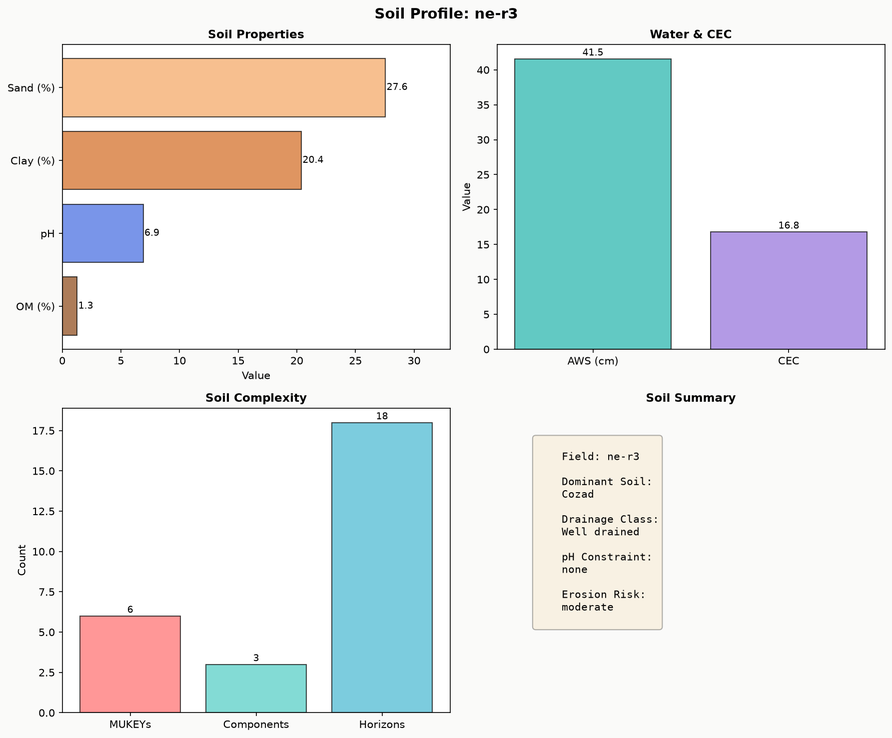 Soil Profile: ne-r3
Soil Properties
Sand (%)
27.6
Clay (%)
20.4
pH
6.9
OM (%)
1.3
0 5 10 15 20 25 30
Value
Water & CEC
Value
40
35
30
25
20
15
10
5
0
41.5
16.8
AWS (cm) CEC
Soil Complexity
Count
17.5
15.0
12.5
10.0
7.5
5.0
2.5
0.0
6
3
18
MUKEYs Components Horizons
Soil Summary
Field: ne-r3
Dominant Soil:
Cozad
Drainage Class:
Well drained
pH Constraint:
none
Erosion Risk:
moderate